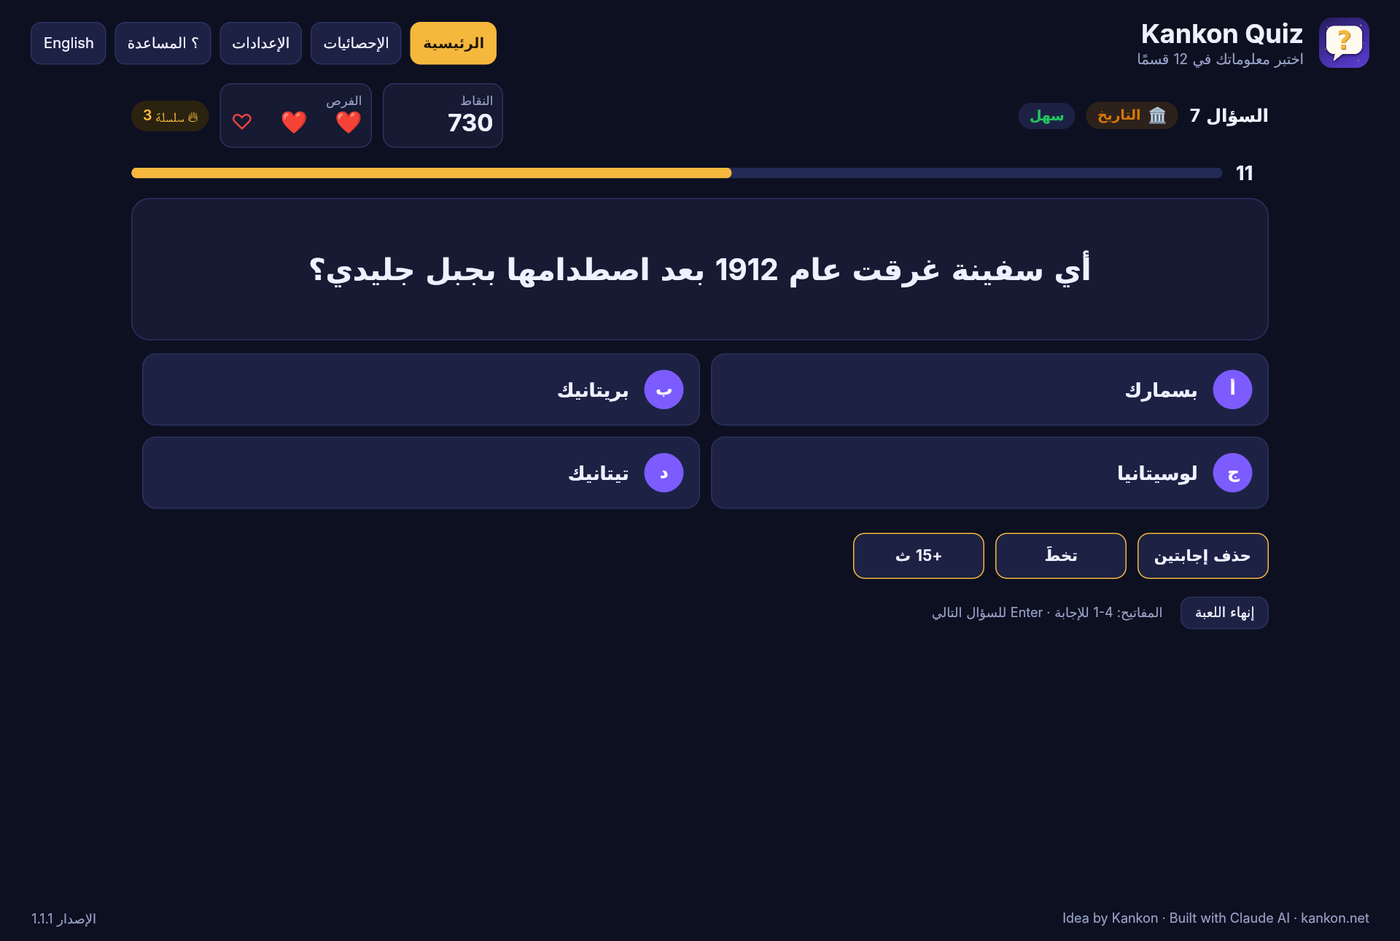 Kankon Quiz
اختبر معلوماتك في 12 قسمًا
الرئيسية
الإحصائيات
الإعدادات
؟ المساعدة
English
السؤال 7
التاريخ
سهل
النقاط
730
الفرص
سلسلة 3
11
أي سفينة غرقت عام 1912 بعد اصطدامها بجبل جليدي؟
أ بسمارك
ب بريتانيك
ج لوسيتانيا
د تيتانيك
حذف إجابتين
تخطَّ
+15 ث
إنهاء اللعبة
المفاتيح: 1-4 للإجابة · Enter للسؤال التالي
Idea by Kankon · Built with Claude AI · kankon.net
الإصدار 1.1.1